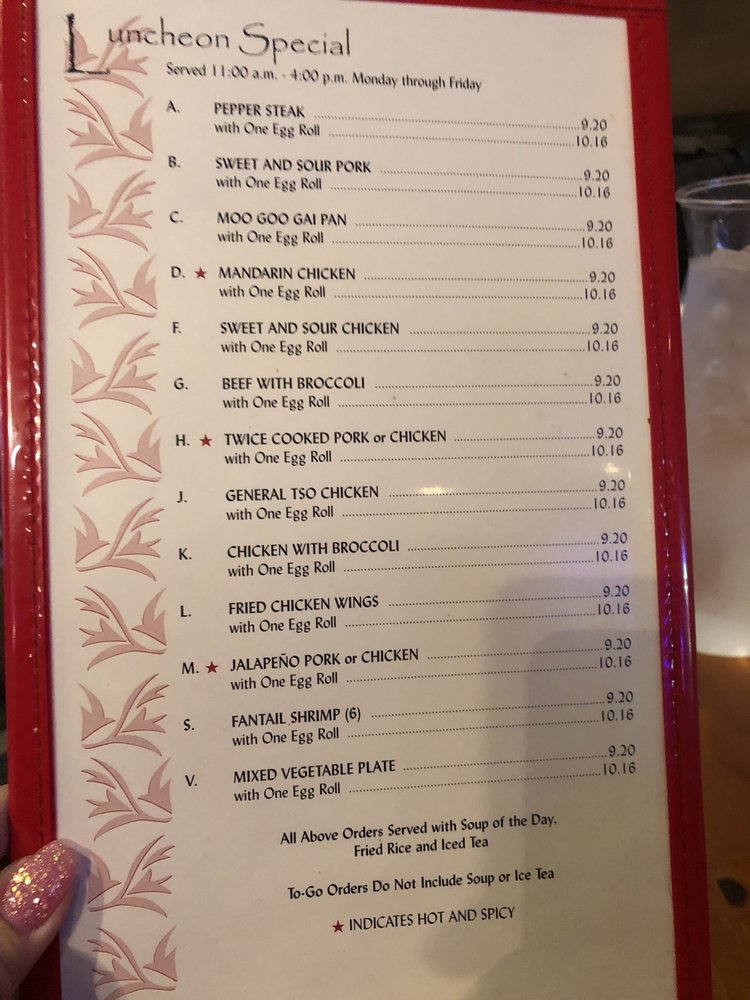 Luncheon Special
Served 11:00 a.m. - 4:00 p.m. Monday through Friday
A. PEPPER STEAK ........ 9.20
with One Egg Roll ........ 10.16
B. SWEET AND SOUR PORK ........ 9.20
with One Egg Roll ........ 10.16
C. MOO GOO GAI PAN ........ 9.20
with One Egg Roll ........ 10.16
D. ★ MANDARIN CHICKEN ........ 9.20
with One Egg Roll ........ 10.16
F. SWEET AND SOUR CHICKEN ........ 9.20
with One Egg Roll ........ 10.16
G. BEEF WITH BROCCOLI ........ 9.20
with One Egg Roll ........ 10.16
H. ★ TWICE COOKED PORK or CHICKEN ........ 9.20
with One Egg Roll ........ 10.16
J. GENERAL TSO CHICKEN ........ 9.20
with One Egg Roll ........ 10.16
K. CHICKEN WITH BROCCOLI ........ 9.20
with One Egg Roll ........ 10.16
L. FRIED CHICKEN WINGS ........ 9.20
with One Egg Roll ........ 10.16
M. ★ JALAPEÑO PORK or CHICKEN ........ 9.20
with One Egg Roll ........ 10.16
S. FANTAIL SHRIMP (6) ........ 9.20
with One Egg Roll ........ 10.16
V. MIXED VEGETABLE PLATE ........ 9.20
with One Egg Roll ........ 10.16
All Above Orders Served with Soup of the Day.
Fried Rice and Iced Tea
To-Go Orders Do Not Include Soup or Ice Tea
★ INDICATES HOT AND SPICY